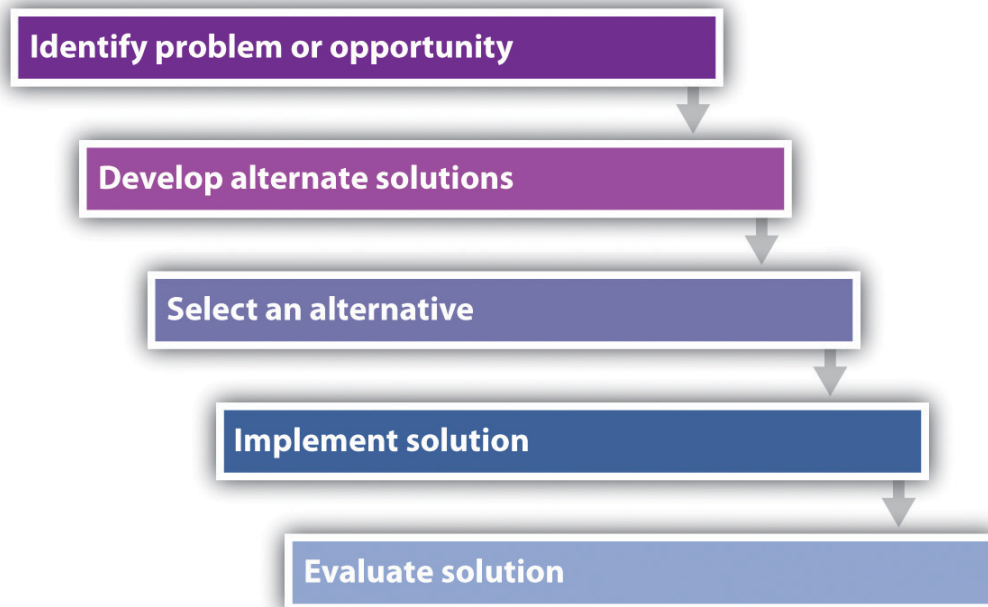 Identify problem or opportunity
Develop alternate solutions
Select an alternative
Implement solution
Evaluate solution